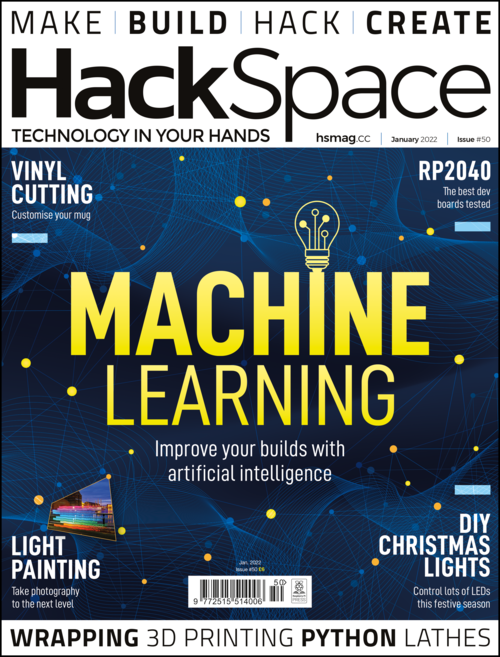 MAKE | BUILD | HACK | CREATE
HackSpace
TECHNOLOGY IN YOUR HANDS
hsmag.cc | January 2022 | Issue #50
VINYL
CUTTING
Customise your mug
RP2040
The best dev
boards tested
MACHINE
LEARNING
Improve your builds with
artificial intelligence
LIGHT
PAINTING
Take photography
to the next level
Jan. 2022
Issue #50 £6
50
9 772515 514006
DIY
CHRISTMAS
LIGHTS
Control lots of LEDs
this festive season
WRAPPING 3D PRINTING PYTHON LATHES